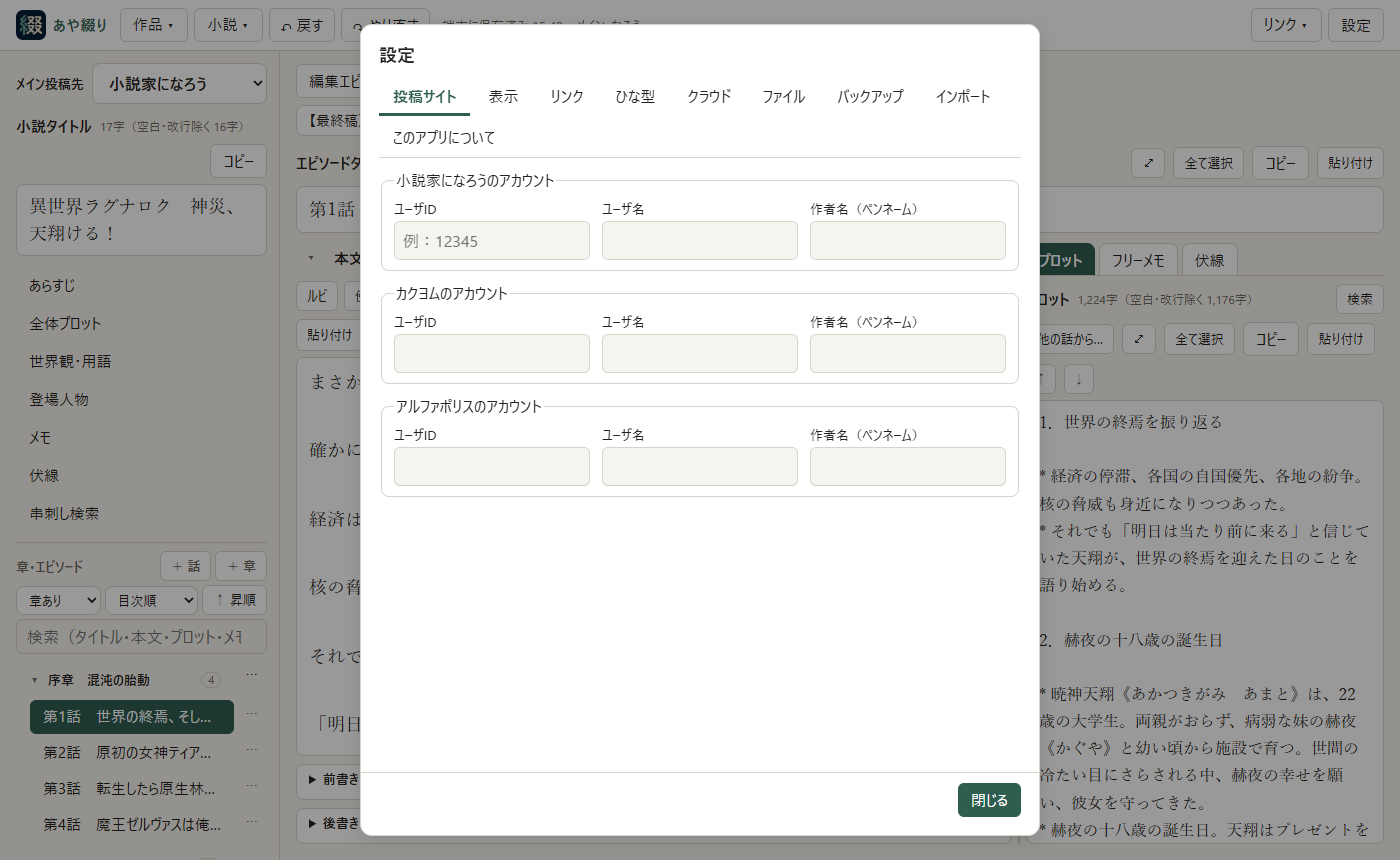 綴 あや綴り 作品 ▾ 小説 ▾ 戻す
リンク ▾ 設定
メイン投稿先 小説家になろう
小説タイトル 17字（空白・改行除く 16字）
コピー
異世界ラグナロク　神災、
天翔ける！
あらすじ
全体プロット
世界観・用語
登場人物
メモ
伏線
串刺し検索
章・エピソード ＋ 話 ＋ 章
章あり 目次順 ↑ 昇順
検索（タイトル・本文・プロット・メモ
▾ 序章　混沌の胎動 4 …
第1話　世界の終焉、そし... …
第2話　原初の女神ティア... …
第3話　転生したら原生林... …
第4話　魔王ゼルヴァスは俺... …
編集エピ
【最終稿】
エピソードタ
第1話
▾ 本文
ルビ
貼り付け
まさか
確かに
経済は
核の脅
それで
「明日
▶ 前書き
▶ 後書き
設定
投稿サイト 表示 リンク ひな型 クラウド ファイル バックアップ インポート
このアプリについて
小説家になろうのアカウント
ユーザID ユーザ名 作者名（ペンネーム）
例：12345
カクヨムのアカウント
ユーザID ユーザ名 作者名（ペンネーム）
アルファポリスのアカウント
ユーザID ユーザ名 作者名（ペンネーム）
閉じる
⤢ 全て選択 コピー 貼り付け
プロット フリーメモ 伏線
ロット 1,224字（空白・改行除く 1,176字） 検索
他の話から... ⤢ 全て選択 コピー 貼り付け
↑ ↓
1．世界の終焉を振り返る
* 経済の停滞、各国の自国優先、各地の紛争。
核の脅威も身近になりつつあった。
* それでも「明日は当たり前に来る」と信じて
いた天翔が、世界の終焉を迎えた日のことを
語り始める。
2．赫夜の十八歳の誕生日
* 暁神天翔《あかつきがみ　あまと》は、22
歳の大学生。両親がおらず、病弱な妹の赫夜
《かぐや》と幼い頃から施設で育つ。世間の
冷たい目にさらされる中、赫夜の幸せを願
い、彼女を守ってきた。
* 赫夜の十八歳の誕生日。天翔はプレゼントを